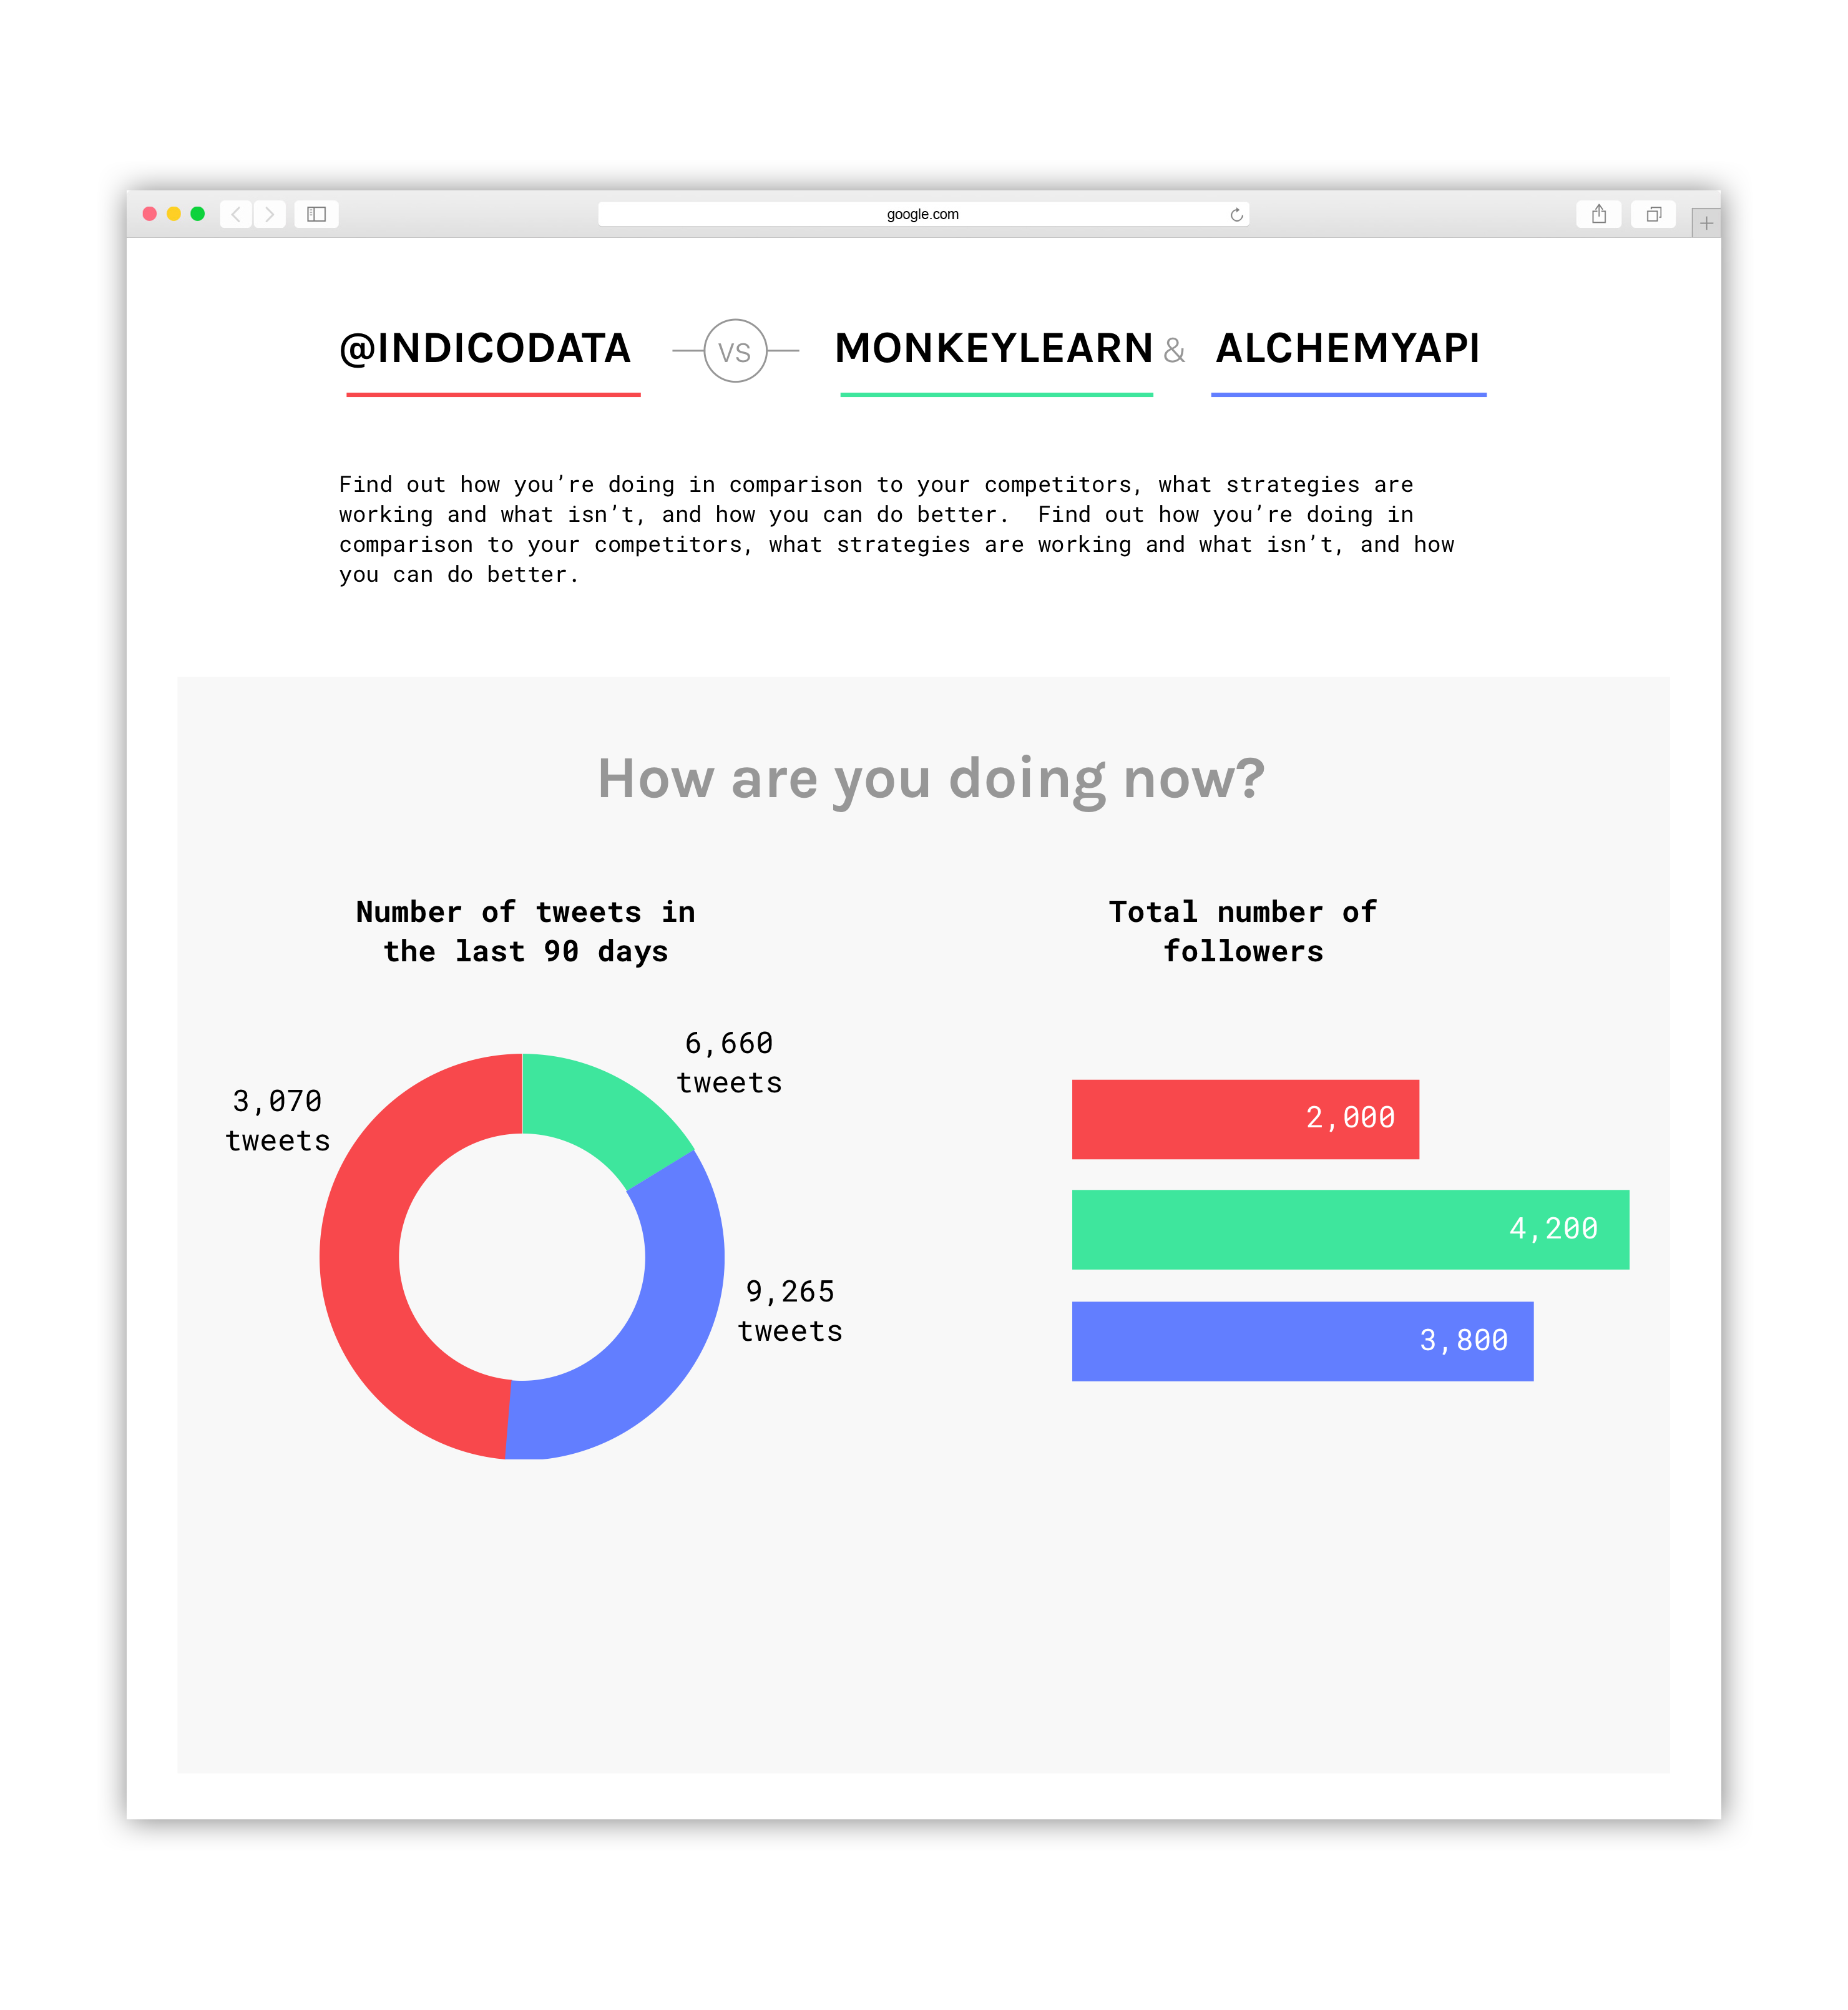 google.com
@INDICODATA VS MONKEYLEARN & ALCHEMYAPI
Find out how you’re doing in comparison to your competitors, what strategies are
working and what isn’t, and how you can do better.  Find out how you’re doing in
comparison to your competitors, what strategies are working and what isn’t, and how
you can do better.
How are you doing now?
Number of tweets in
the last 90 days
6,660
tweets
3,070
tweets
9,265
tweets
Total number of
followers
2,000
4,200
3,800